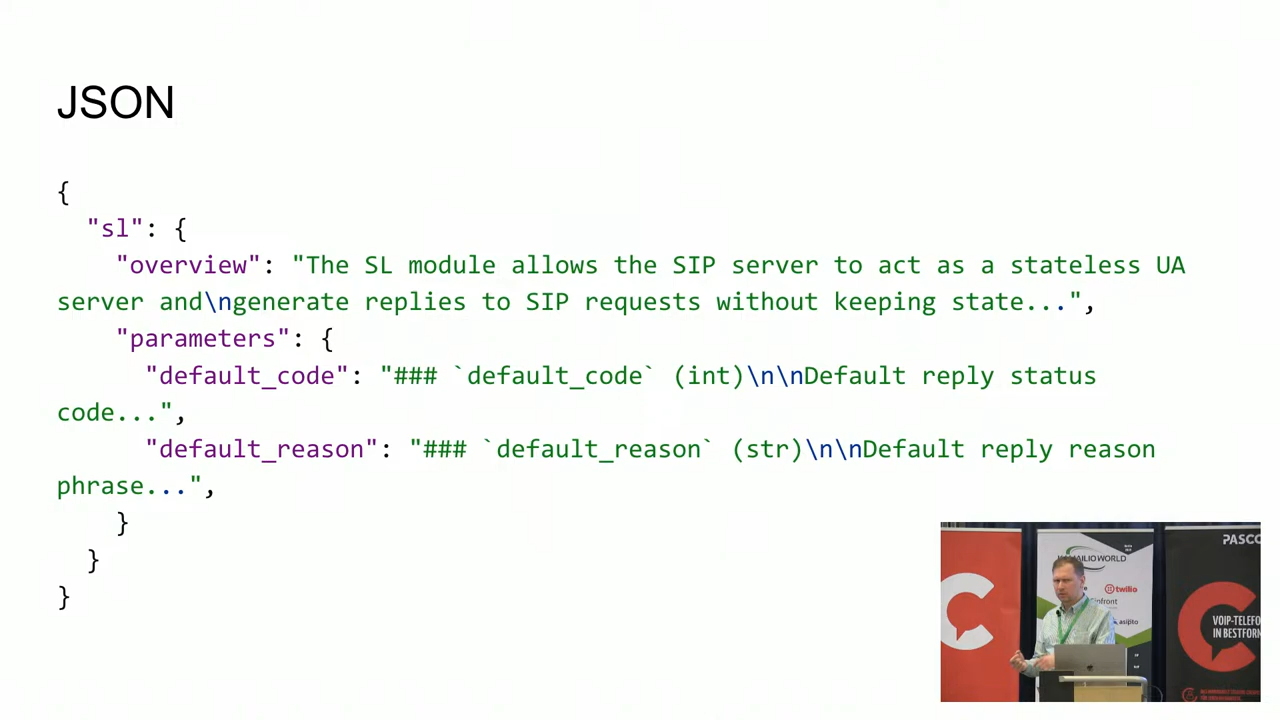 JSON
{
"sl": {
"overview": "The SL module allows the SIP server to act as a stateless UA
server and\ngenerate replies to SIP requests without keeping state...",
"parameters": {
"default_code": "### `default_code` (int)\n\nDefault reply status
code...",
"default_reason": "### `default_reason` (str)\n\nDefault reply reason
phrase...",
}
}
}
PASCO
WORLD
twilio
asipto
VOIP-TELEFO
IN BESTFOR